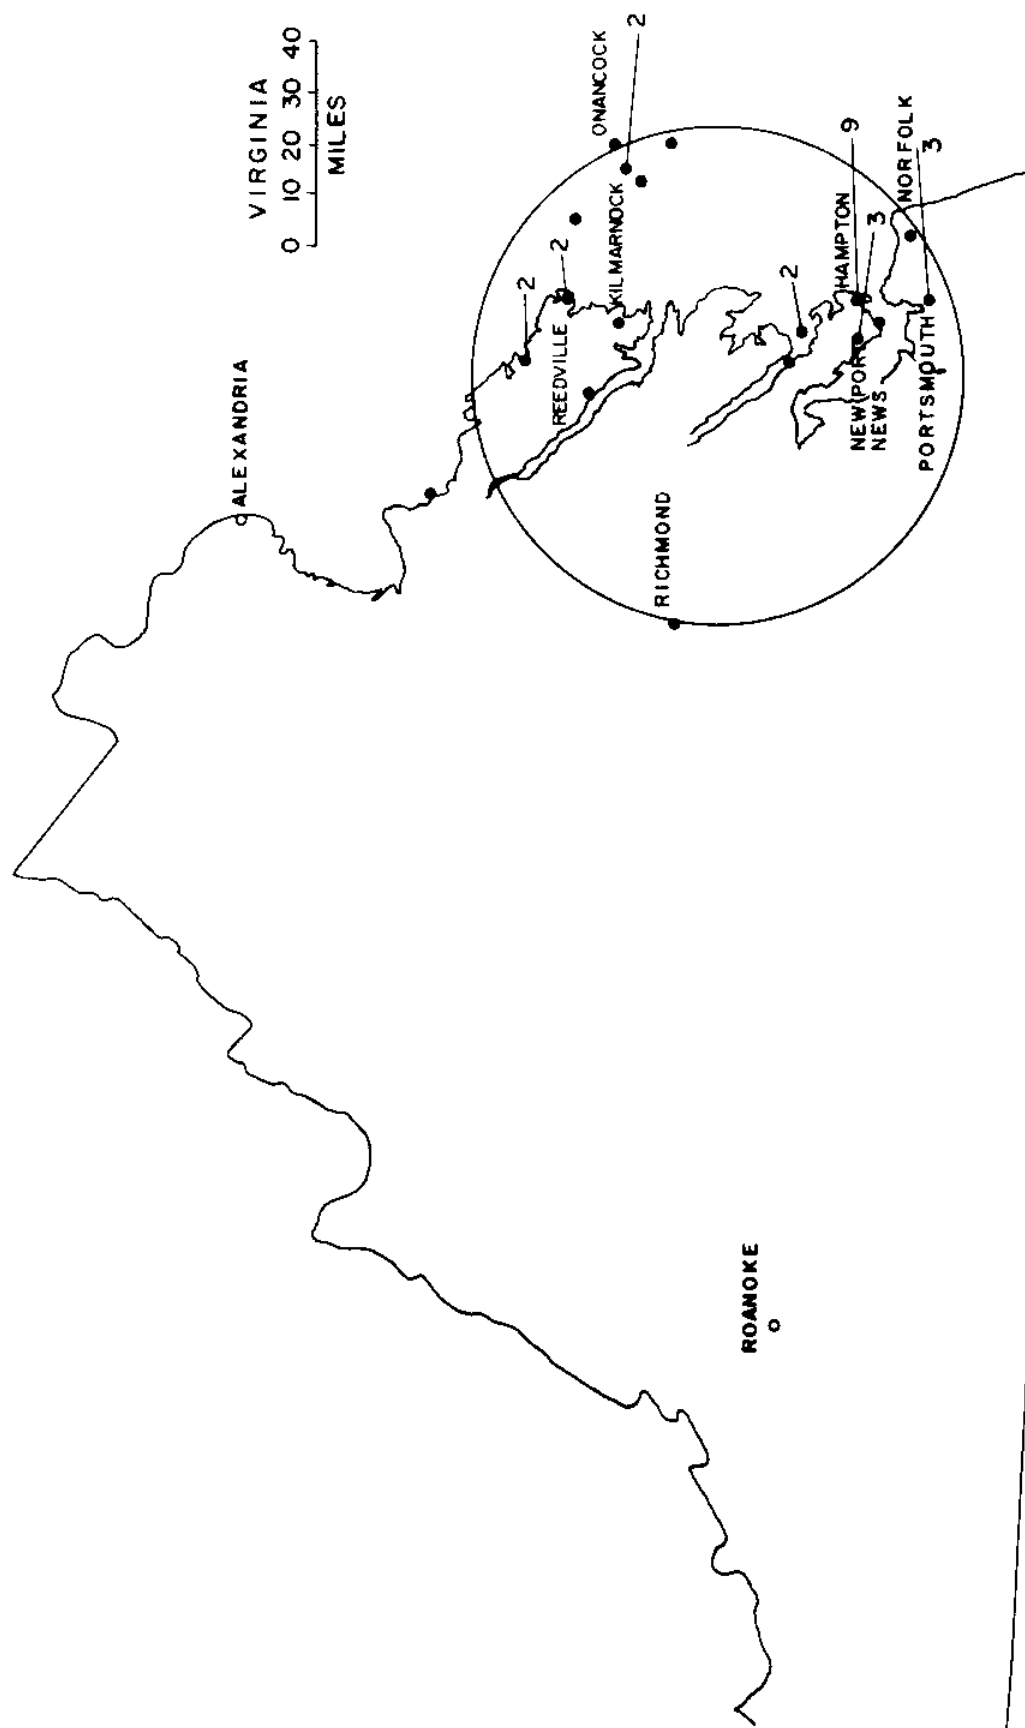 VIRGINIA
0 10 20 30 40
MILES
ALEXANDRIA
ONANCOCK
2
2
2
REEDVILLE
KILMARNOCK
RICHMOND
2
HAMPTON
9
3
NEWPORT
NEWS
NORFOLK
3
PORTSMOUTH
ROANOKE